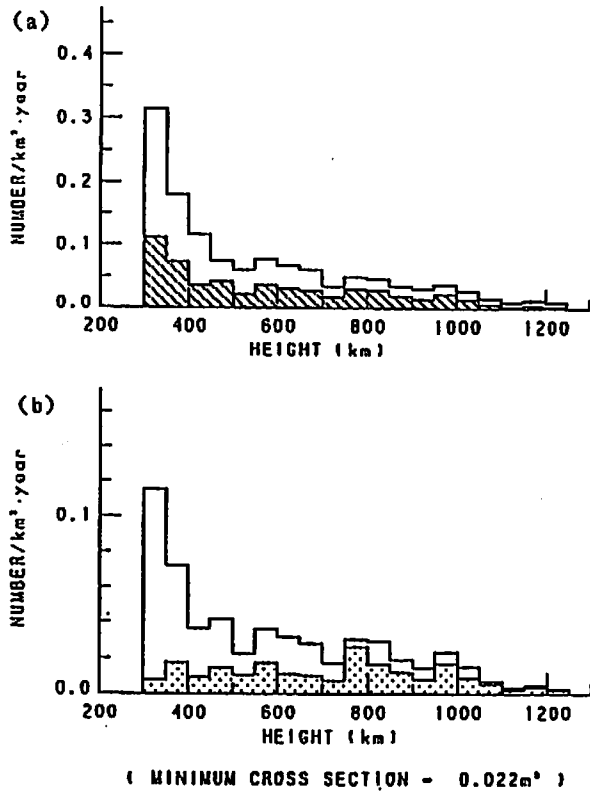 (a)
0.4
0.3
0.2
0.1
0.0
NUMBER/km²·year
200 400 600 800 1000 1200
HEIGHT (km)
(b)
0.1
0.0
NUMBER/km²·year
200 400 600 800 1000 1200
HEIGHT (km)
( MINIMUM CROSS SECTION - 0.022m² )